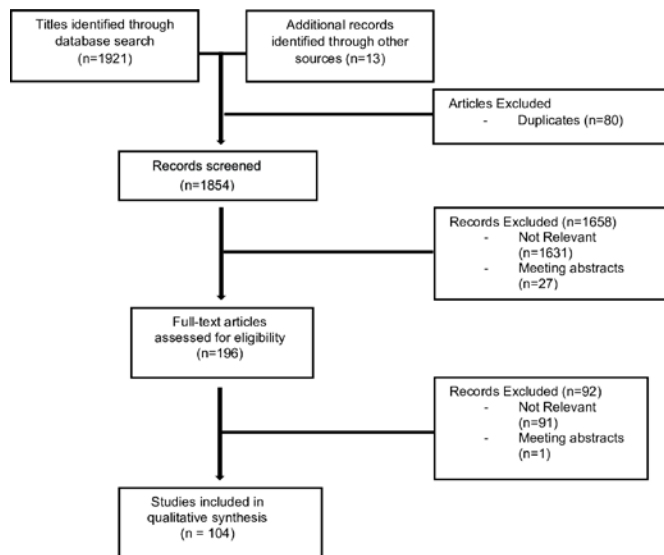 Titles identified through
database search
(n=1921)
Additional records
identified through other
sources (n=13)
Articles Excluded
- Duplicates (n=80)
Records screened
(n=1854)
Records Excluded (n=1658)
- Not Relevant
(n=1631)
- Meeting abstracts
(n=27)
Full-text articles
assessed for eligibility
(n=196)
Records Excluded (n=92)
- Not Relevant
(n=91)
- Meeting abstracts
(n=1)
Studies included in
qualitative synthesis
(n = 104)